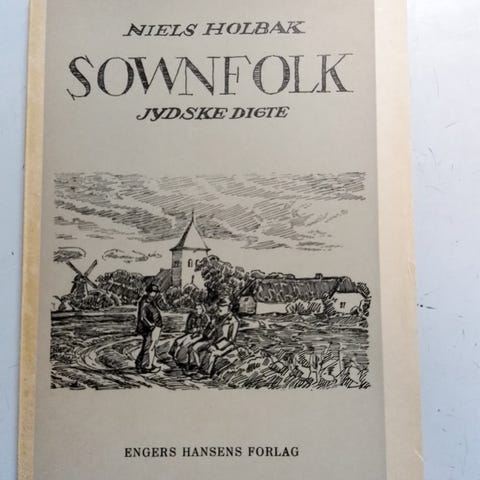 NIELS HOLBAK
SOWNFOLK
JYDSKE DIGTE
ENGERS HANSENS FORLAG